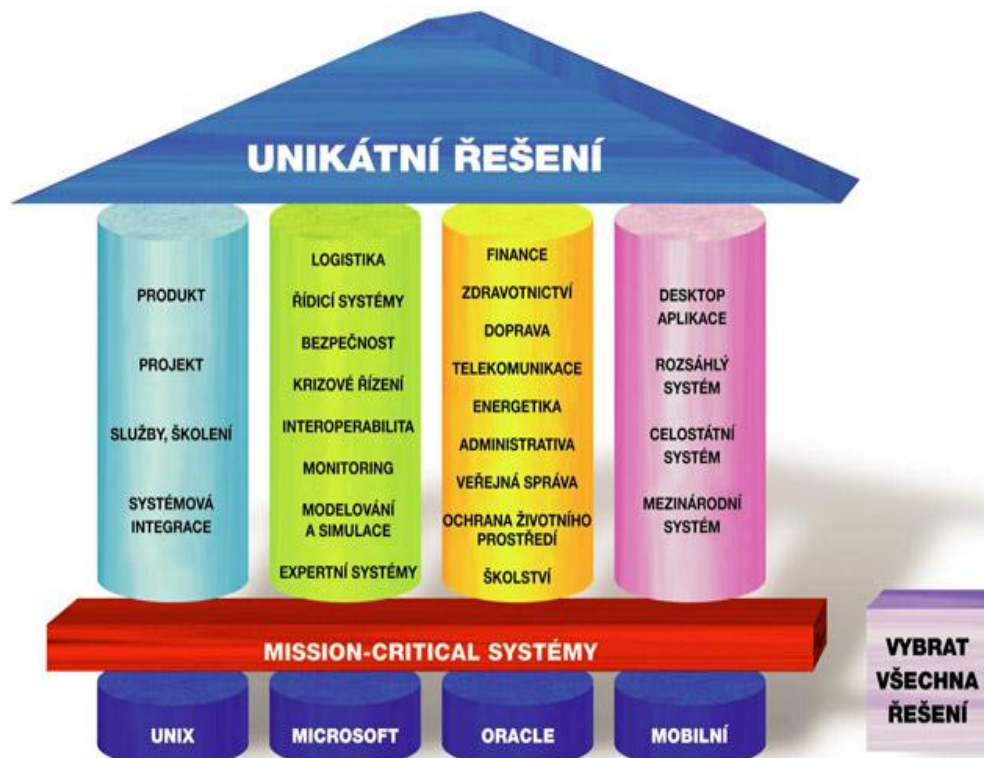 UNIKÁTNÍ ŘEŠENÍ
PRODUKT
PROJEKT
SLUŽBY, ŠKOLENÍ
SYSTÉMOVÁ
INTEGRACE
LOGISTIKA
ŘÍDICÍ SYSTÉMY
BEZPEČNOST
KRIZOVÉ ŘÍZENÍ
INTEROPERABILITA
MONITORING
MODELOVÁNÍ
A SIMULACE
EXPERTNÍ SYSTÉMY
FINANCE
ZDRAVOTNICTVÍ
DOPRAVA
TELEKOMUNIKACE
ENERGETIKA
ADMINISTRATIVA
VEŘEJNÁ SPRÁVA
OCHRANA ŽIVOTNÍHO
PROSTŘEDÍ
ŠKOLSTVÍ
DESKTOP
APLIKACE
ROZSÁHLÝ
SYSTÉM
CELOSTÁTNÍ
SYSTÉM
MEZINÁRODNÍ
SYSTÉM
MISSION-CRITICAL SYSTÉMY
UNIX
MICROSOFT
ORACLE
MOBILNÍ
VYBRAT
VŠECHNA
ŘEŠENÍ